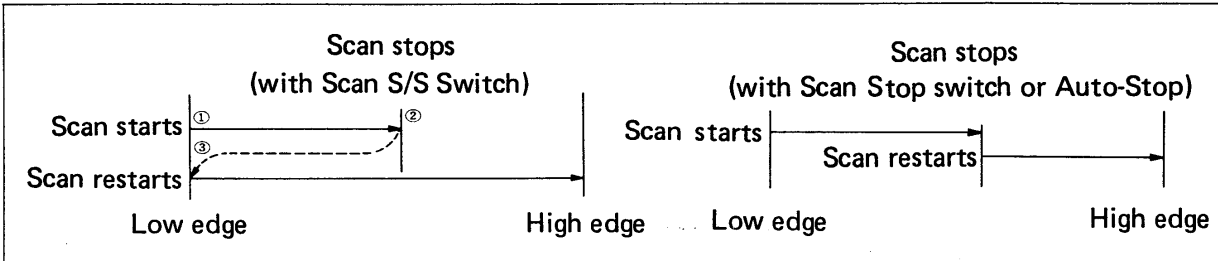 Scan stops
(with Scan S/S Switch)
Scan starts
①
②
③
Scan restarts
Low edge
High edge
Scan stops
(with Scan Stop switch or Auto-Stop)
Scan starts
Scan restarts
Low edge
High edge